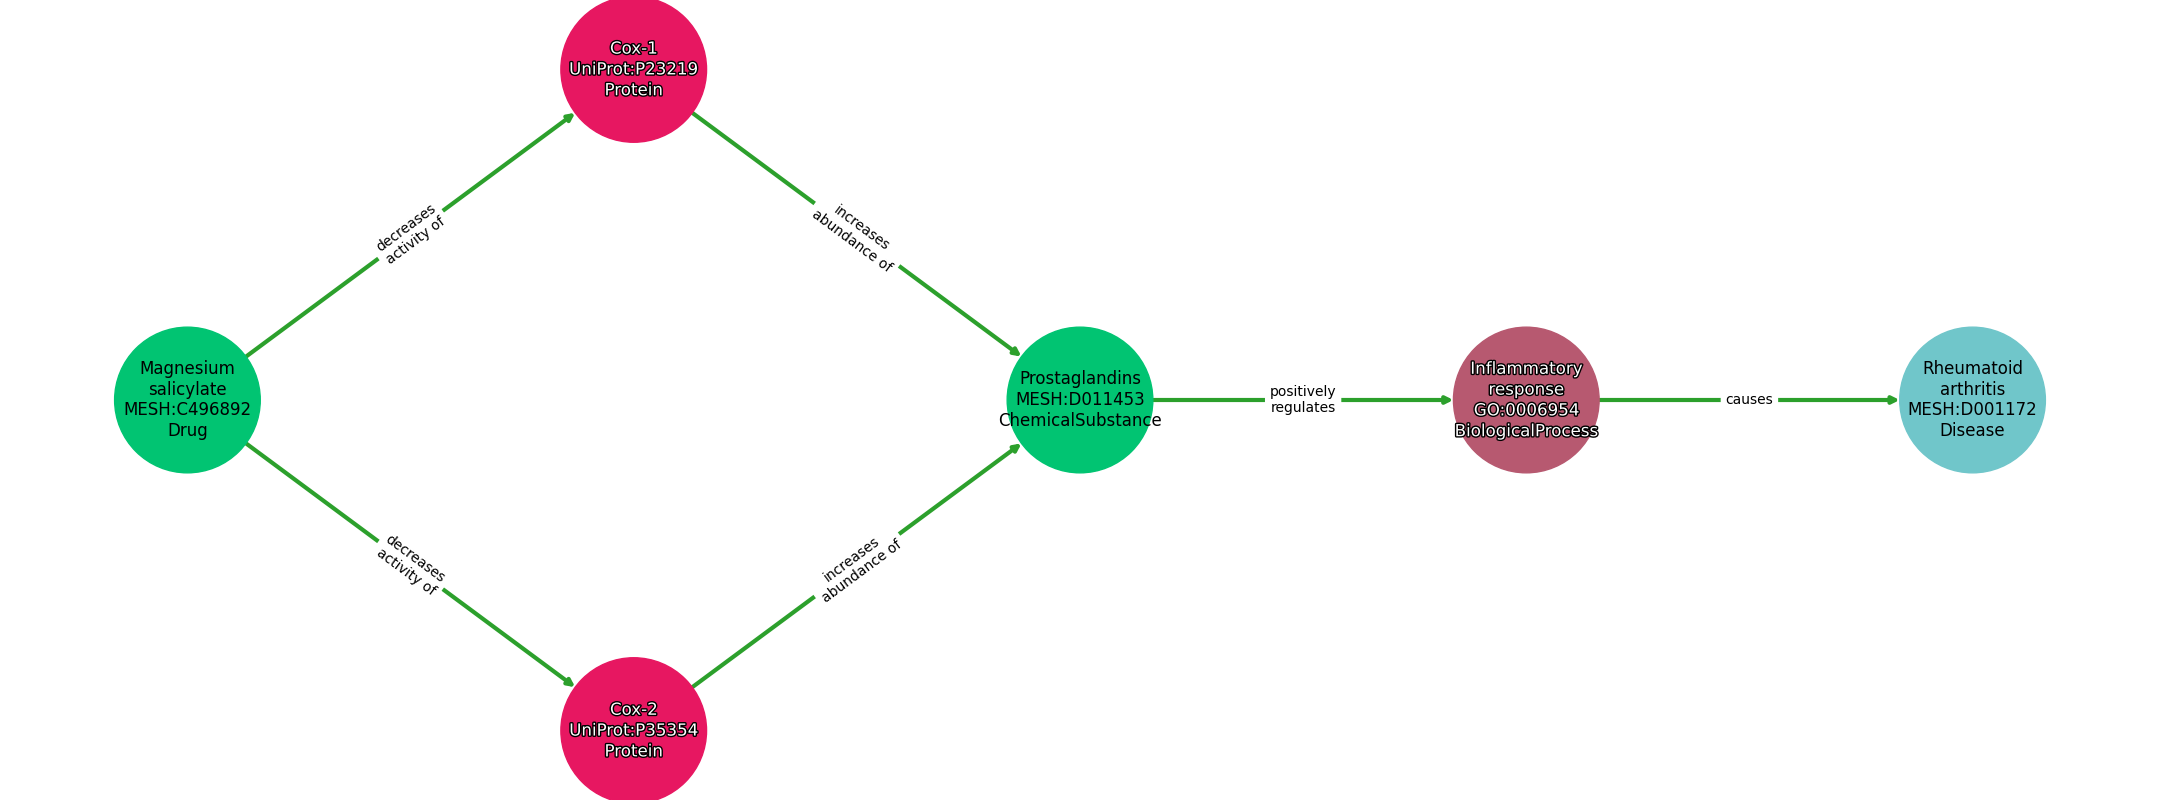 Cox-1
UniProt:P23219
Protein
decreases
activity of
increases
abundance of
Magnesium
salicylate
MESH:C496892
Drug
Prostaglandins
MESH:D011453
ChemicalSubstance
positively
regulates
Inflammatory
response
GO:0006954
BiologicalProcess
causes
Rheumatoid
arthritis
MESH:D001172
Disease
decreases
activity of
increases
abundance of
Cox-2
UniProt:P35354
Protein